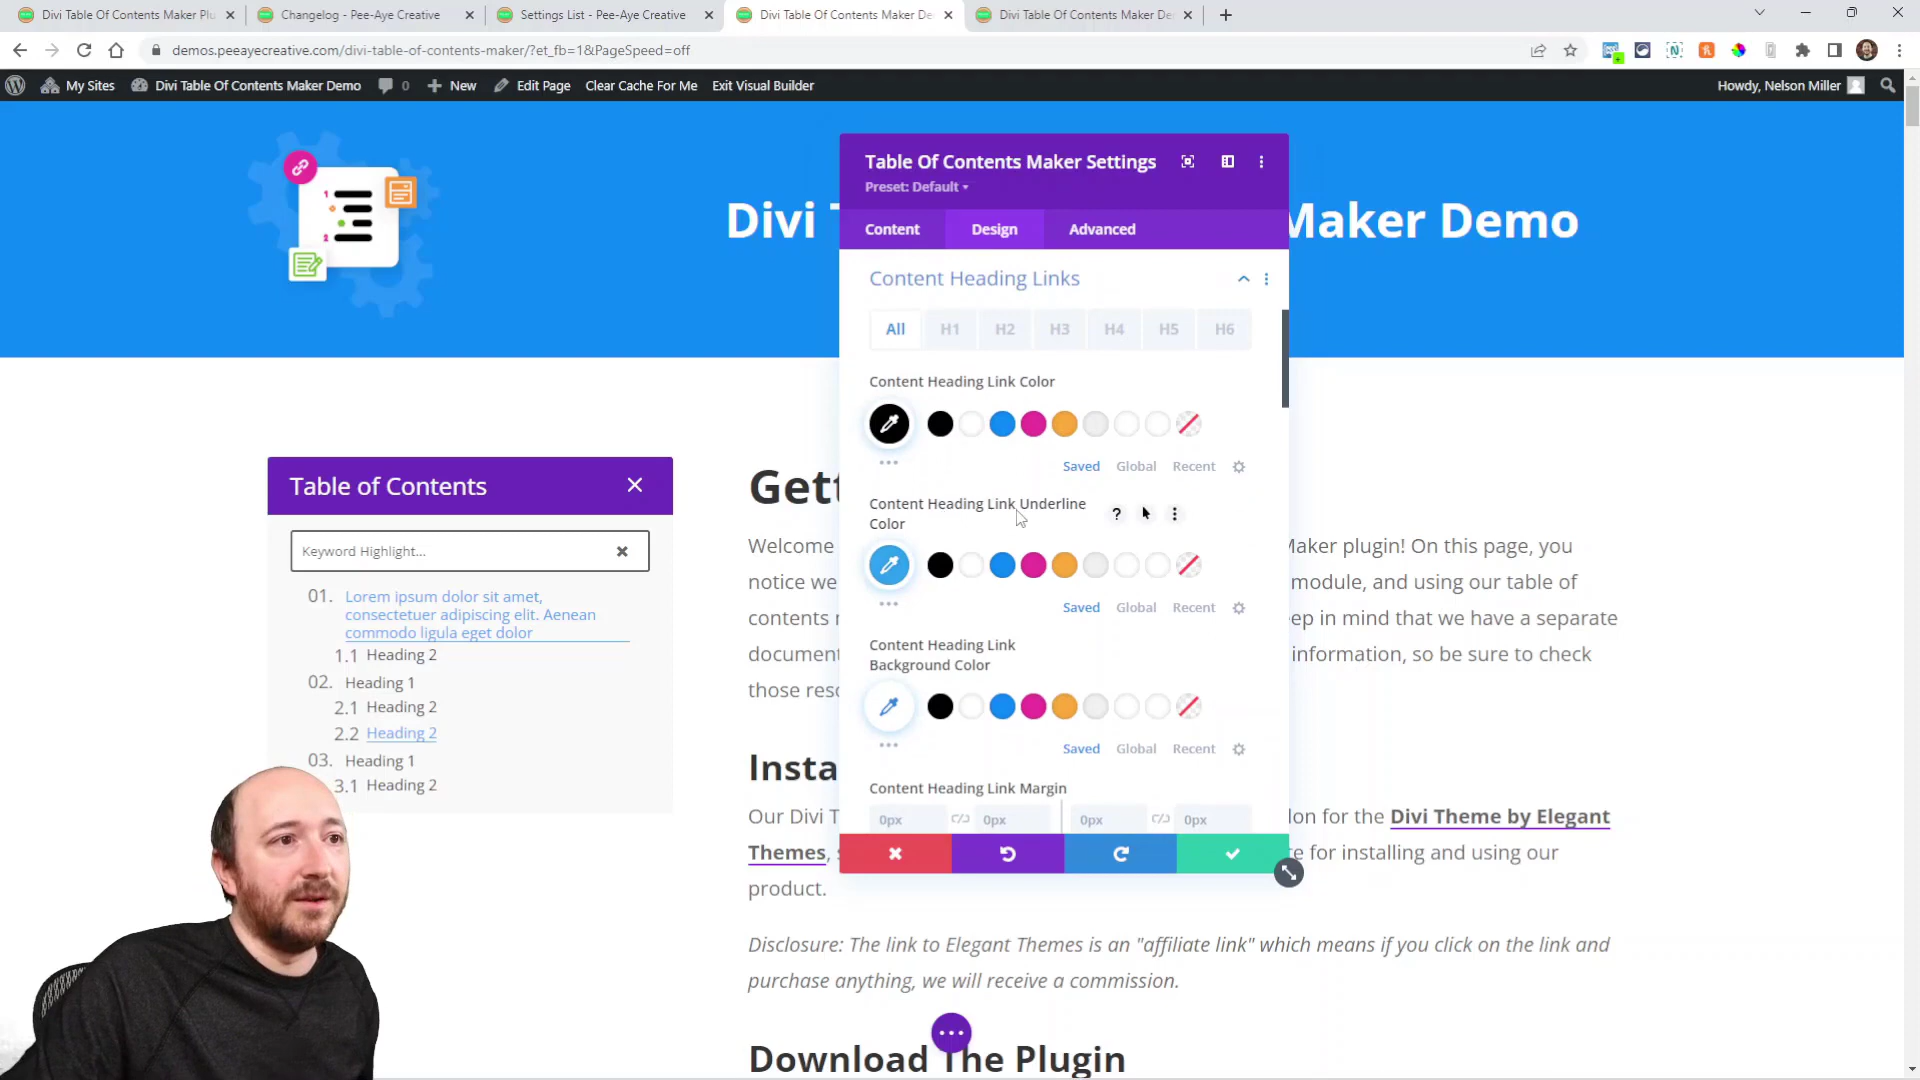 Divi Table Of Contents Maker Plu
Changelog - Pee-Aye Creative
Settings List - Pee-Aye Creative
Divi Table Of Contents Maker De
Divi Table Of Contents Maker De
demos.peeayecreative.com/divi-table-of-contents-maker/?et_fb=1&PageSpeed=off
My Sites
Divi Table Of Contents Maker Demo
0
New
Edit Page
Clear Cache For Me
Exit Visual Builder
Howdy, Nelson Miller
Divi T
Maker Demo
Table Of Contents Maker Settings
Preset: Default
Content
Design
Advanced
Content Heading Links
All
H1
H2
H3
H4
H5
H6
Content Heading Link Color
Saved
Global
Recent
Content Heading Link Underline
Color
?
Saved
Global
Recent
Content Heading Link
Background Color
Saved
Global
Recent
Content Heading Link Margin
0px
0px
0px
0px
Table of Contents
Keyword Highlight...
01.
Lorem ipsum dolor sit amet,
consectetuer adipiscing elit. Aenean
commodo ligula eget dolor
1.1 Heading 2
02. Heading 1
2.1 Heading 2
2.2 Heading 2
03. Heading 1
3.1 Heading 2
Gett
Welcome
Maker plugin! On this page, you
notice we
module, and using our table of
contents
eep in mind that we have a separate
document
information, so be sure to check
those reso
Insta
Our Divi T
don for the Divi Theme by Elegant
Themes,
e for installing and using our
product.
Disclosure: The link to Elegant Themes is an "affiliate link" which means if you click on the link and
purchase anything, we will receive a commission.
Download The Plugin